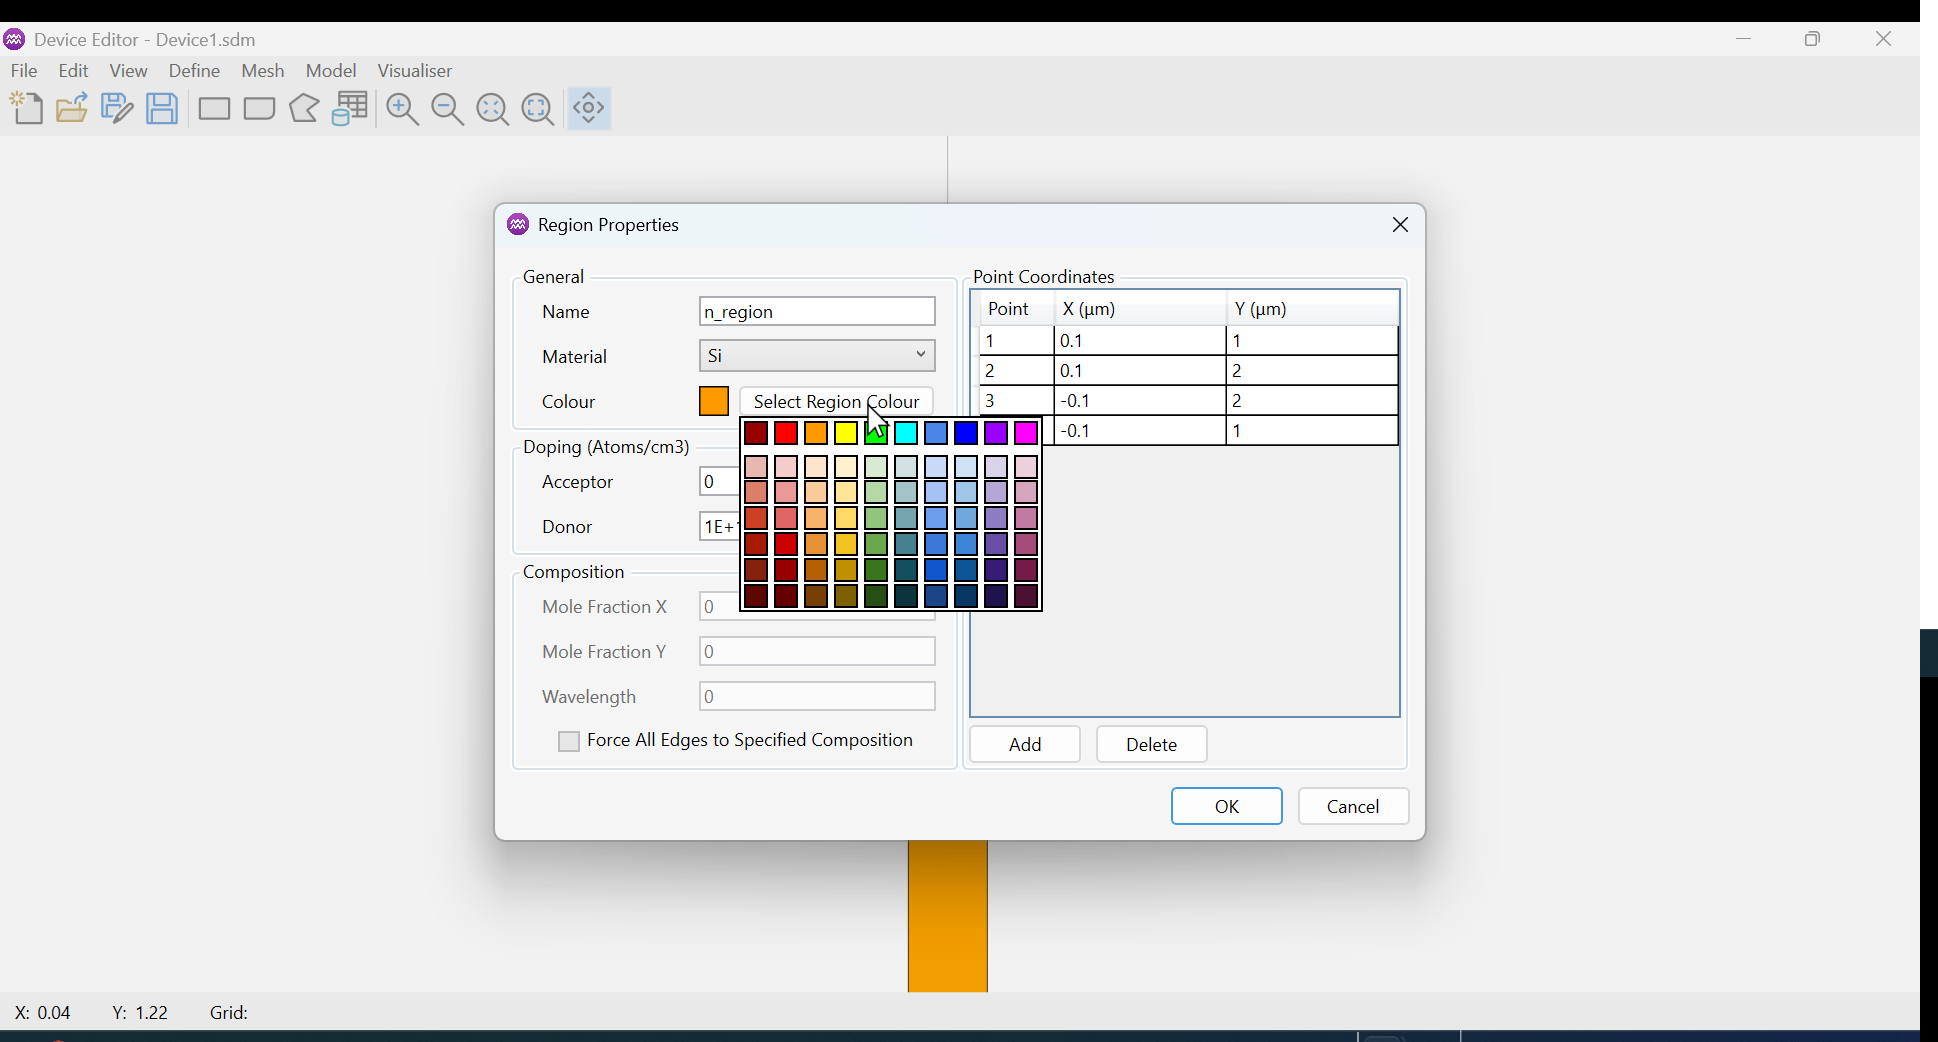 Device Editor - Device1.sdm
File Edit View Define Mesh Model Visualiser
Region Properties
General
Name n_region
Material Si
Colour Select Region Colour
Doping (Atoms/cm3)
Acceptor 0
Donor 1E+
Composition
Mole Fraction X 0
Mole Fraction Y 0
Wavelength 0
Force All Edges to Specified Composition
Point Coordinates
Point X (µm) Y (µm)
1 0.1 1
2 0.1 2
3 -0.1 2
-0.1 1
Add Delete
OK Cancel
X: 0.04 Y: 1.22 Grid: